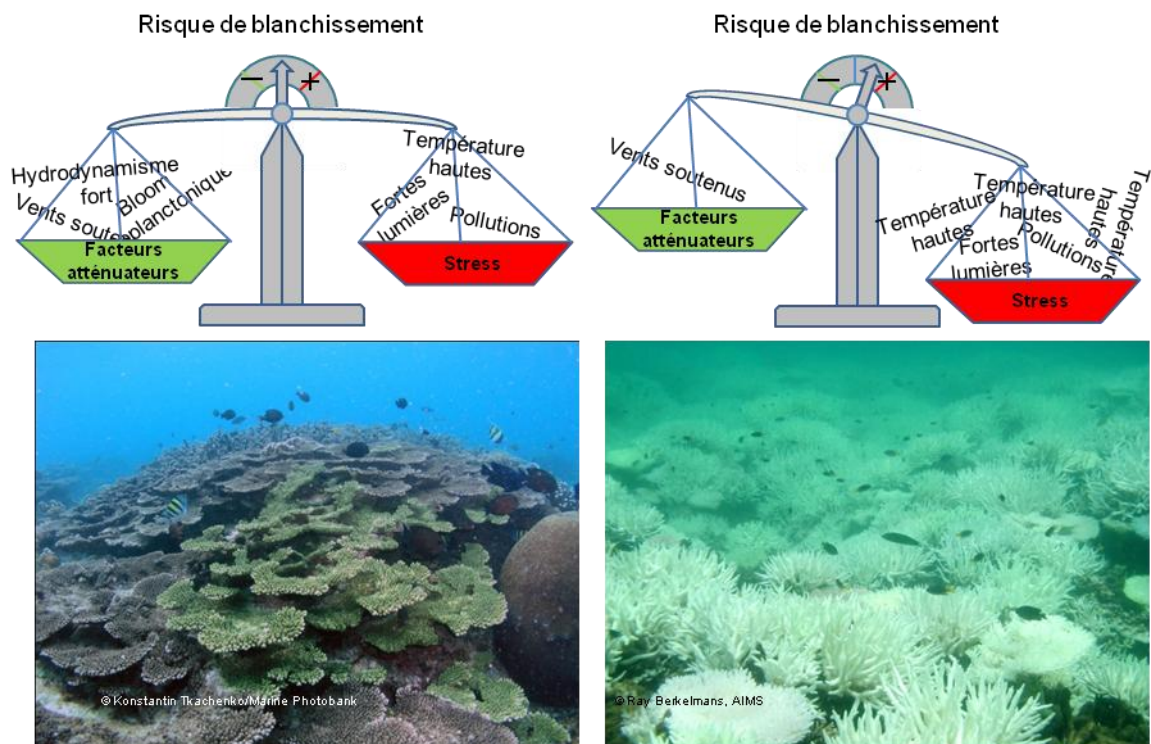 Risque de blanchissement
Risque de blanchissement
−
+
−
+
Hydrodynamisme
fort
Bloom
planctonique
Vents soute
Température
hautes
Fortes
lumières
Pollutions
Facteurs
atténuateurs
Stress
Vents soutenus
Facteurs
atténuateurs
Température
hautes
Température
hautes
Température
hautes
Fortes
lumières
Pollutions
Stress
© Konstantin Tkachenko/Marine Photobank
© Ray Berkelmans, AIMS